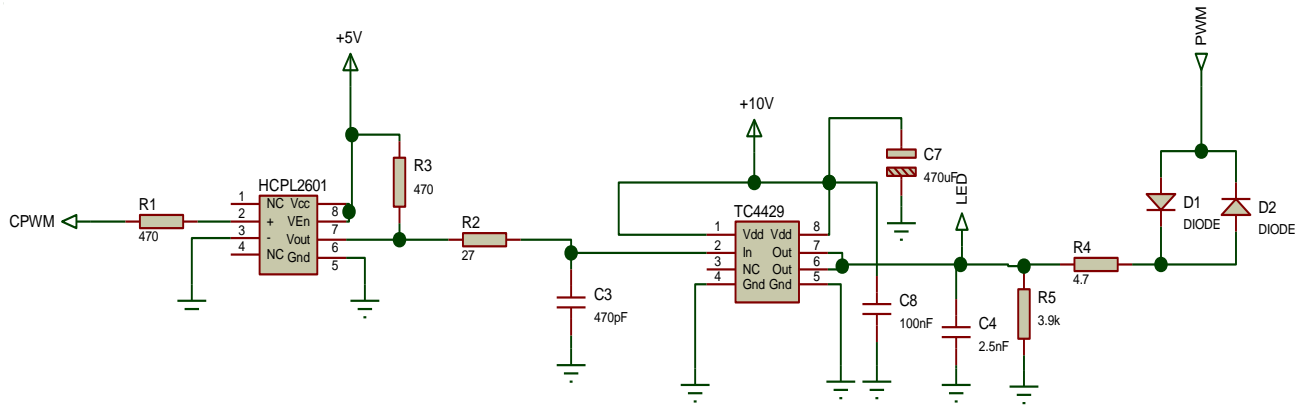 PWM
+5V
+10V
C7
470uF
R3
470
HCPL2601
1 NC Vcc 8
2 + VEn 7
3 - Vout 6
4 NC Gnd 5
R1
470
CPWM
R2
27
C3
470pF
TC4429
1 Vdd Vdd 8
2 In Out 7
3 NC Out 6
4 Gnd Gnd 5
LED
D1
DIODE
D2
DIODE
R4
4.7
C8
100nF
C4
2.5nF
R5
3.9k